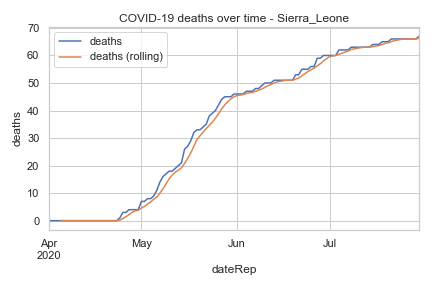 COVID-19 deaths over time - Sierra_Leone
deaths
deaths (rolling)
deaths
70
60
50
40
30
20
10
0
Apr
2020
May
Jun
Jul
dateRep